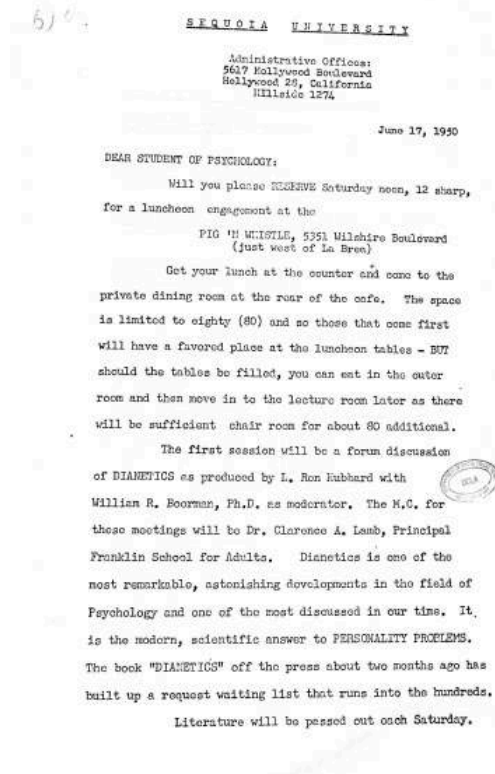 SEQUOIA UNIVERSITY
Administrative Offices:
5617 Hollywood Boulevard
Hollywood 28, California
HIllside 1274
June 17, 1950
DEAR STUDENT OF PSYCHOLOGY:
Will you please RESERVE Saturday noon, 12 sharp,
for a luncheon engagement at the
PIG 'N WHISTLE, 5351 Wilshire Boulevard
(just west of La Brea)
Get your lunch at the counter and come to the
private dining room at the rear of the cafe. The space
is limited to eighty (80) and so those that come first
will have a favored place at the luncheon tables - BUT
should the tables be filled, you can eat in the outer
room and then move in to the lecture room later as there
will be sufficient chair room for about 80 additional.
The first session will be a forum discussion
of DIANETICS as produced by L. Ron Hubbard with
William R. Boorman, Ph.D. as moderator. The M.C. for
these meetings will be Dr. Clarence A. Lamb, Principal
Franklin School for Adults. Dianetics is one of the
most remarkable, astonishing developments in the field of
Psychology and one of the most discussed in our time. It
is the modern, scientific answer to PERSONALITY PROBLEMS.
The book "DIANETICS" off the press about two months ago has
built up a request waiting list that runs into the hundreds.
Literature will be passed out each Saturday.